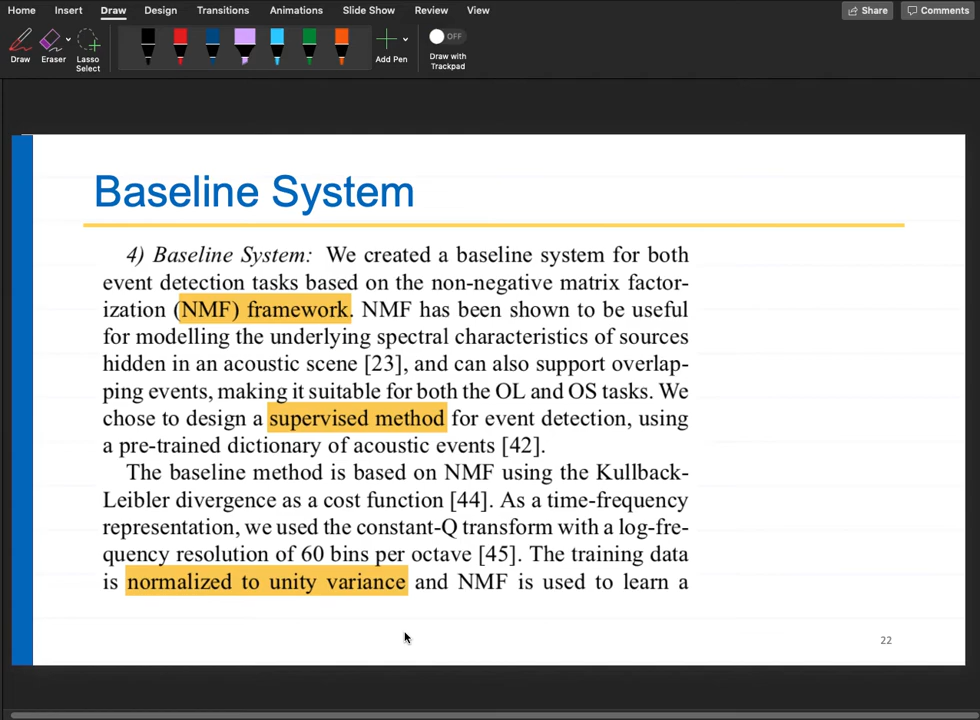 Home Insert Draw Design Transitions Animations Slide Show Review View Share Comments
OFF
Draw Eraser Lasso Select Add Pen Draw with Trackpad
Baseline System
4) Baseline System: We created a baseline system for both
event detection tasks based on the non-negative matrix factor-
ization (NMF) framework. NMF has been shown to be useful
for modelling the underlying spectral characteristics of sources
hidden in an acoustic scene [23], and can also support overlap-
ping events, making it suitable for both the OL and OS tasks. We
chose to design a supervised method for event detection, using
a pre-trained dictionary of acoustic events [42].
The baseline method is based on NMF using the Kullback-
Leibler divergence as a cost function [44]. As a time-frequency
representation, we used the constant-Q transform with a log-fre-
quency resolution of 60 bins per octave [45]. The training data
is normalized to unity variance and NMF is used to learn a
22